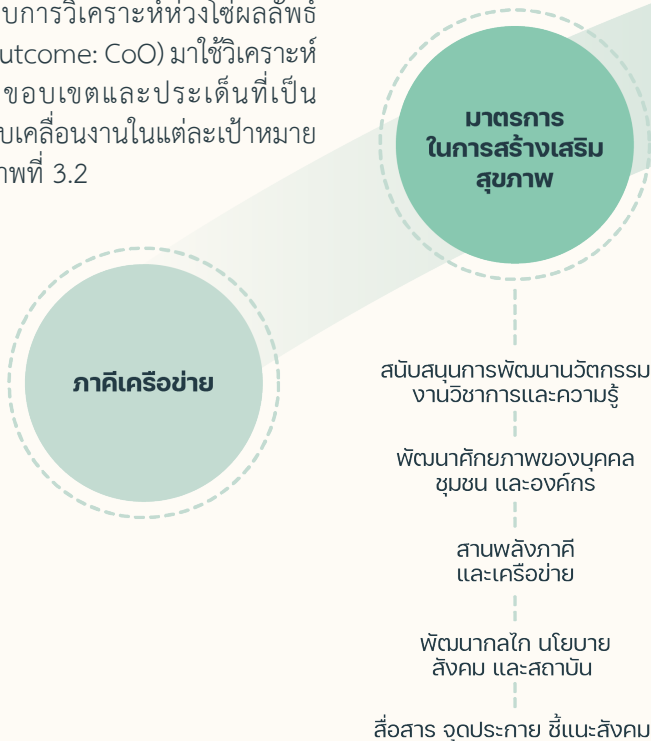 บการวิเคราะห์ห่วงโซ่ผลลัพธ์
utcome: CoO) มาใช้วิเคราะห์
ขอบเขตและประเด็นที่เป็น
บเคลื่อนงานในแต่ละเป้าหมาย
าพที่ 3.2
มาตรการ
ในการสร้างเสริม
สุขภาพ
ภาคีเครือข่าย
สนับสนุนการพัฒนานวัตกรรม
งานวิชาการและความรู้
พัฒนาศักยภาพของบุคคล
ชุมชน และองค์กร
สานพลังภาคี
และเครือข่าย
พัฒนากลไก นโยบาย
สังคม และสถาบัน
สื่อสาร จุดประกาย ชี้แนะสังคม